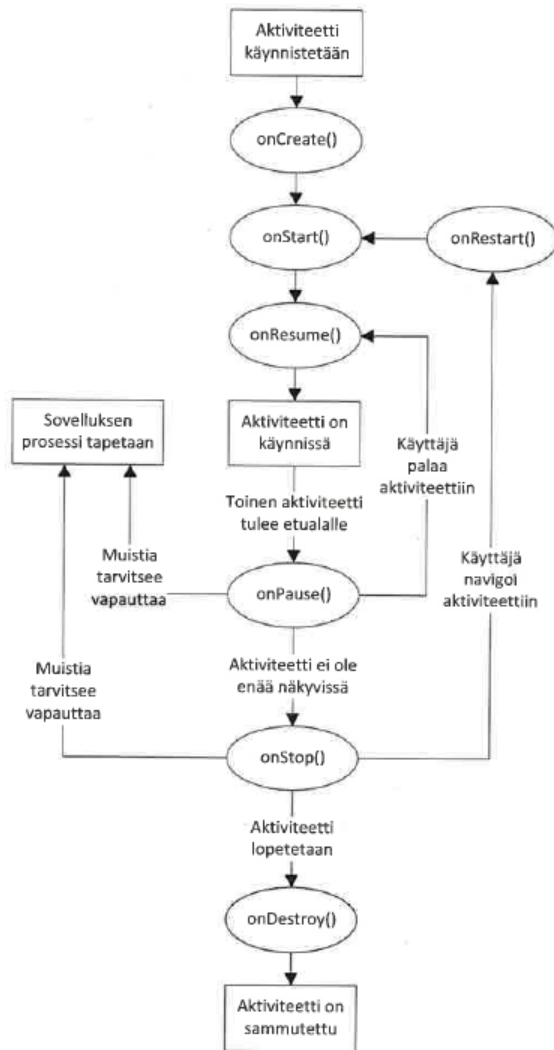 Aktiviteetti
käynnistetään
onCreate()
onStart()
onRestart()
onResume()
Sovelluksen
prosessi tapetaan
Aktiviteetti on
käynnissä
Käyttäjä
palaa
aktiviteettiin
Toinen aktiviteetti
tulee etualalle
Muistia
tarvitsee
vapauttaa
Käyttäjä
navigoi
aktiviteettiin
onPause()
Muistia
tarvitsee
vapauttaa
Aktiviteetti ei ole
enää näkyvissä
onStop()
Aktiviteetti
lopetetaan
onDestroy()
Aktiviteetti on
sammutettu